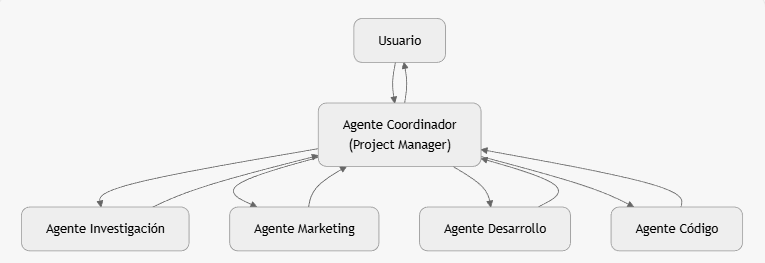 Usuario
Agente Coordinador
(Project Manager)
Agente Investigación
Agente Marketing
Agente Desarrollo
Agente Código